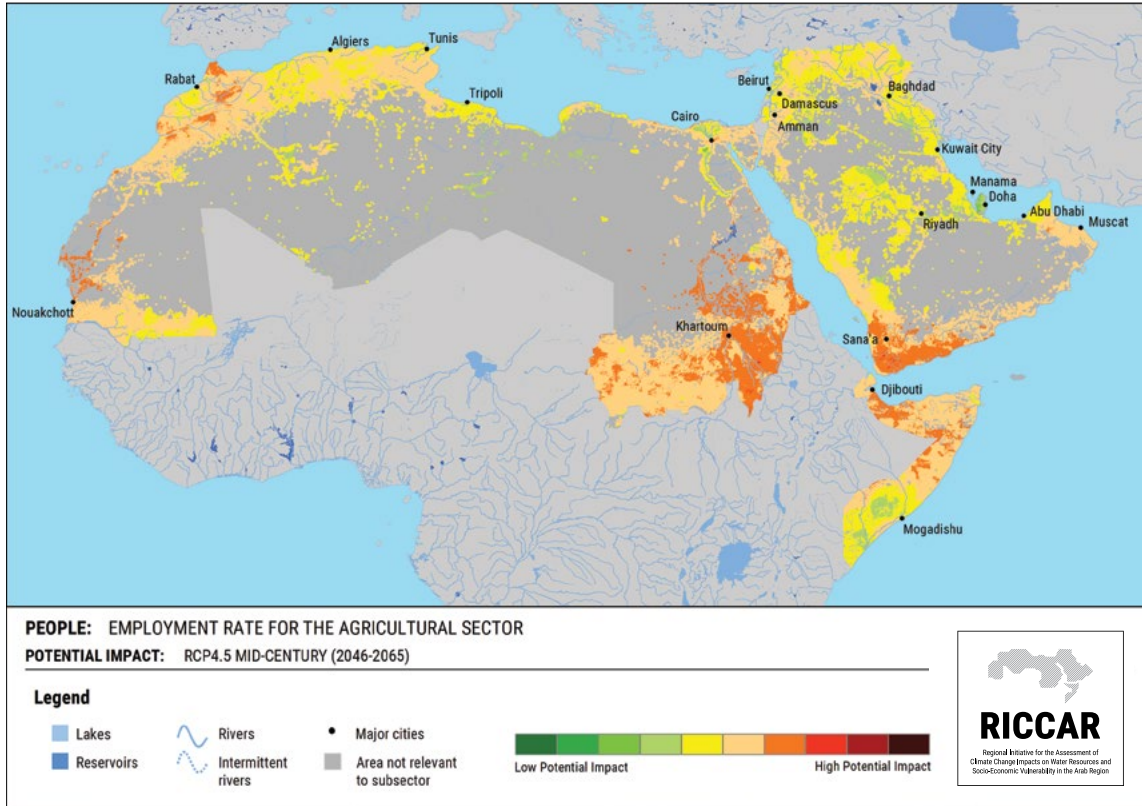 Algiers
Tunis
Rabat
Tripoli
Beirut
Baghdad
Damascus
Cairo
Amman
Kuwait City
Manama
Doha
Abu Dhabi
Riyadh
Muscat
Nouakchott
Khartoum
Sana'a
Djibouti
Mogadishu
PEOPLE: EMPLOYMENT RATE FOR THE AGRICULTURAL SECTOR
POTENTIAL IMPACT: RCP4.5 MID-CENTURY (2046-2065)
Legend
Lakes
Reservoirs
Rivers
Intermittent
rivers
Major cities
Area not relevant
to subsector
Low Potential Impact
High Potential Impact
RICCAR
Regional Initiative for the Assessment of
Climate Change Impacts on Water Resources and
Socio-Economic Vulnerability in the Arab Region